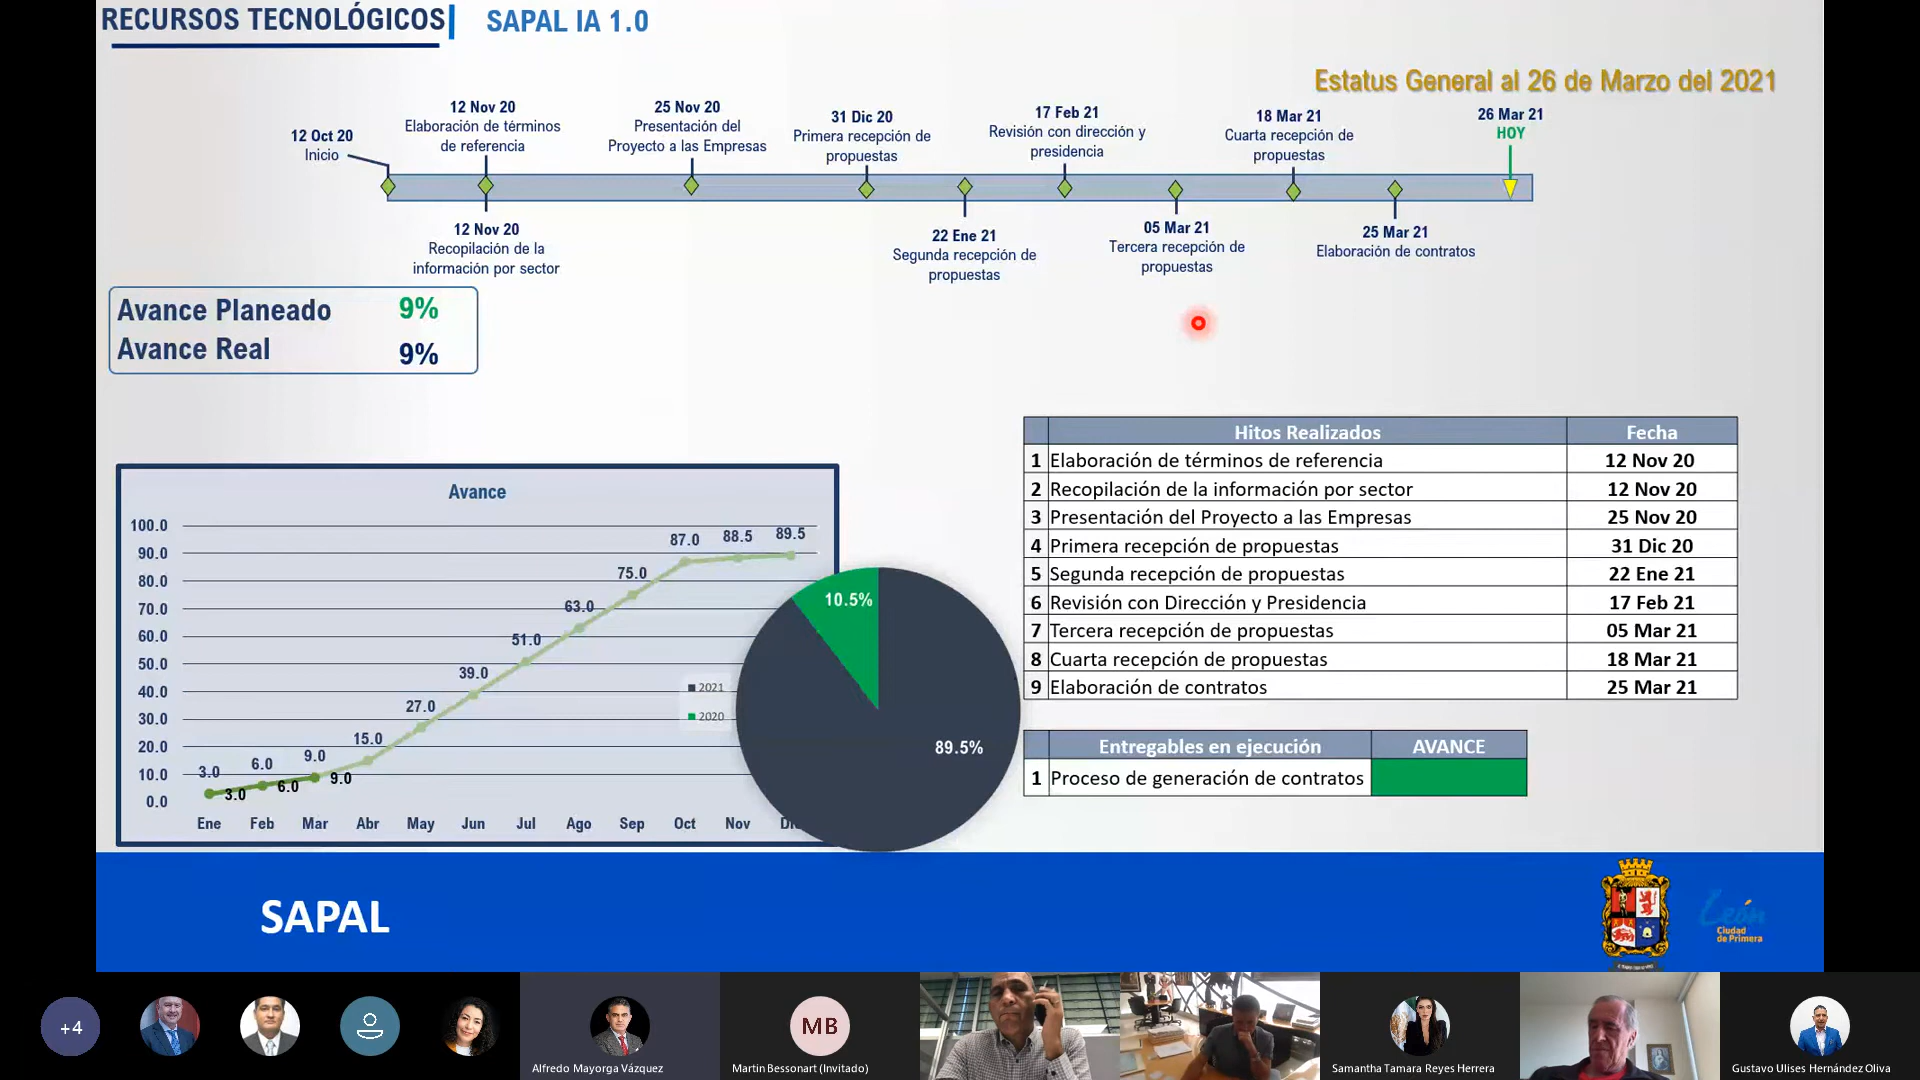 RECURSOS TECNOLÓGICOS
SAPAL IA 1.0
Estatus General al 26 de Marzo del 2021
12 Oct 20
Inicio
12 Nov 20
Elaboración de términos
de referencia
25 Nov 20
Presentación del
Proyecto a las Empresas
31 Dic 20
Primera recepción de
propuestas
17 Feb 21
Revisión con dirección y
presidencia
18 Mar 21
Cuarta recepción de
propuestas
26 Mar 21
HOY
12 Nov 20
Recopilación de la
información por sector
22 Ene 21
Segunda recepción de
propuestas
05 Mar 21
Tercera recepción de
propuestas
25 Mar 21
Elaboración de contratos
Avance Planeado 9%
Avance Real 9%
Avance
100.0
90.0
80.0
70.0
60.0
50.0
40.0
30.0
20.0
10.0
0.0
3.0 6.0 9.0 15.0 27.0 39.0 51.0 63.0 75.0 87.0 88.5 89.5
3.0 6.0 9.0
Ene Feb Mar Abr May Jun Jul Ago Sep Oct Nov
2021
2020
10.5%
89.5%
Hitos Realizados Fecha
1 Elaboración de términos de referencia 12 Nov 20
2 Recopilación de la información por sector 12 Nov 20
3 Presentación del Proyecto a las Empresas 25 Nov 20
4 Primera recepción de propuestas 31 Dic 20
5 Segunda recepción de propuestas 22 Ene 21
6 Revisión con Dirección y Presidencia 17 Feb 21
7 Tercera recepción de propuestas 05 Mar 21
8 Cuarta recepción de propuestas 18 Mar 21
9 Elaboración de contratos 25 Mar 21
Entregables en ejecución AVANCE
1 Proceso de generación de contratos
SAPAL
León
Ciudad
de Primera
+4
MB
Alfredo Mayorga Vázquez
Martin Bessonart (Invitado)
Samantha Tamara Reyes Herrera
Gustavo Ulises Hernández Oliva